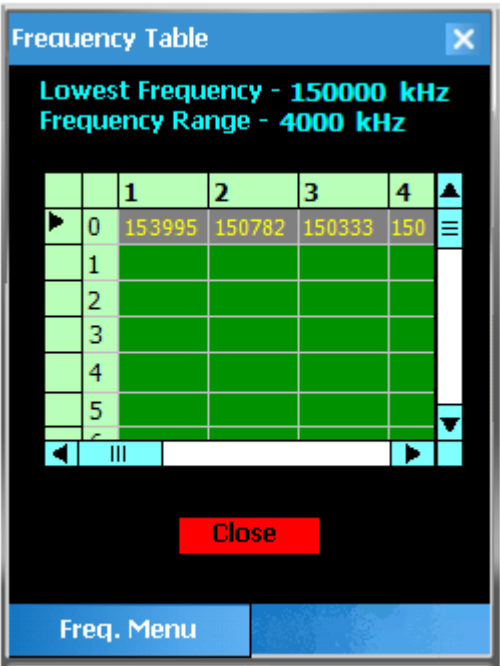 Frequency Table
Lowest Frequency - 150000 kHz
Frequency Range - 4000 kHz
1 2 3 4
0 153995 150782 150333 150
1
2
3
4
5
Close
Freq. Menu